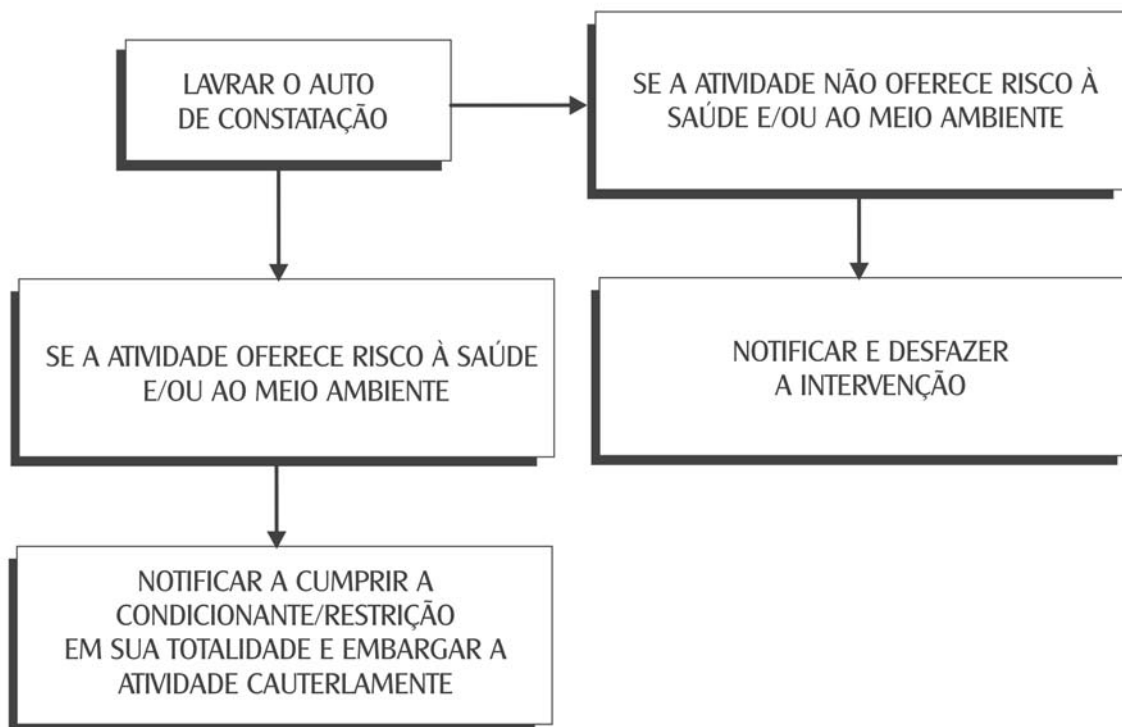 LAVRAR O AUTO
DE CONSTATAÇÃO
SE A ATIVIDADE NÃO OFERECE RISCO À
SAÚDE E/OU AO MEIO AMBIENTE
SE A ATIVIDADE OFERECE RISCO À SAÚDE
E/OU AO MEIO AMBIENTE
NOTIFICAR E DESFAZER
A INTERVENÇÃO
NOTIFICAR A CUMPRIR A
CONDICIONANTE/RESTRIÇÃO
EM SUA TOTALIDADE E EMBARGAR A
ATIVIDADE CAUTERLAMENTE